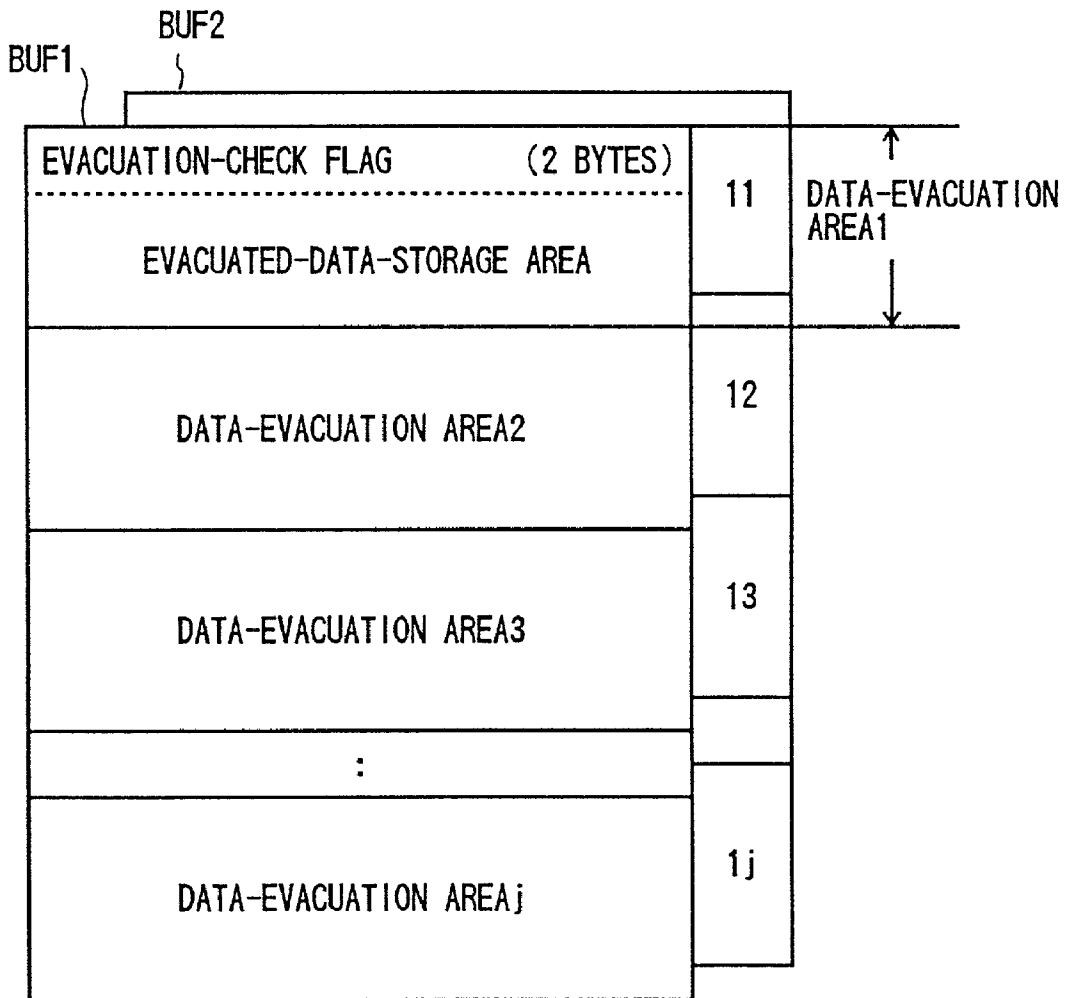 BUF2
BUF1
EVACUATION-CHECK FLAG (2 BYTES)
11
DATA-EVACUATION
AREA1
EVACUATED-DATA-STORAGE AREA
12
DATA-EVACUATION AREA2
13
DATA-EVACUATION AREA3
:
1j
DATA-EVACUATION AREAj